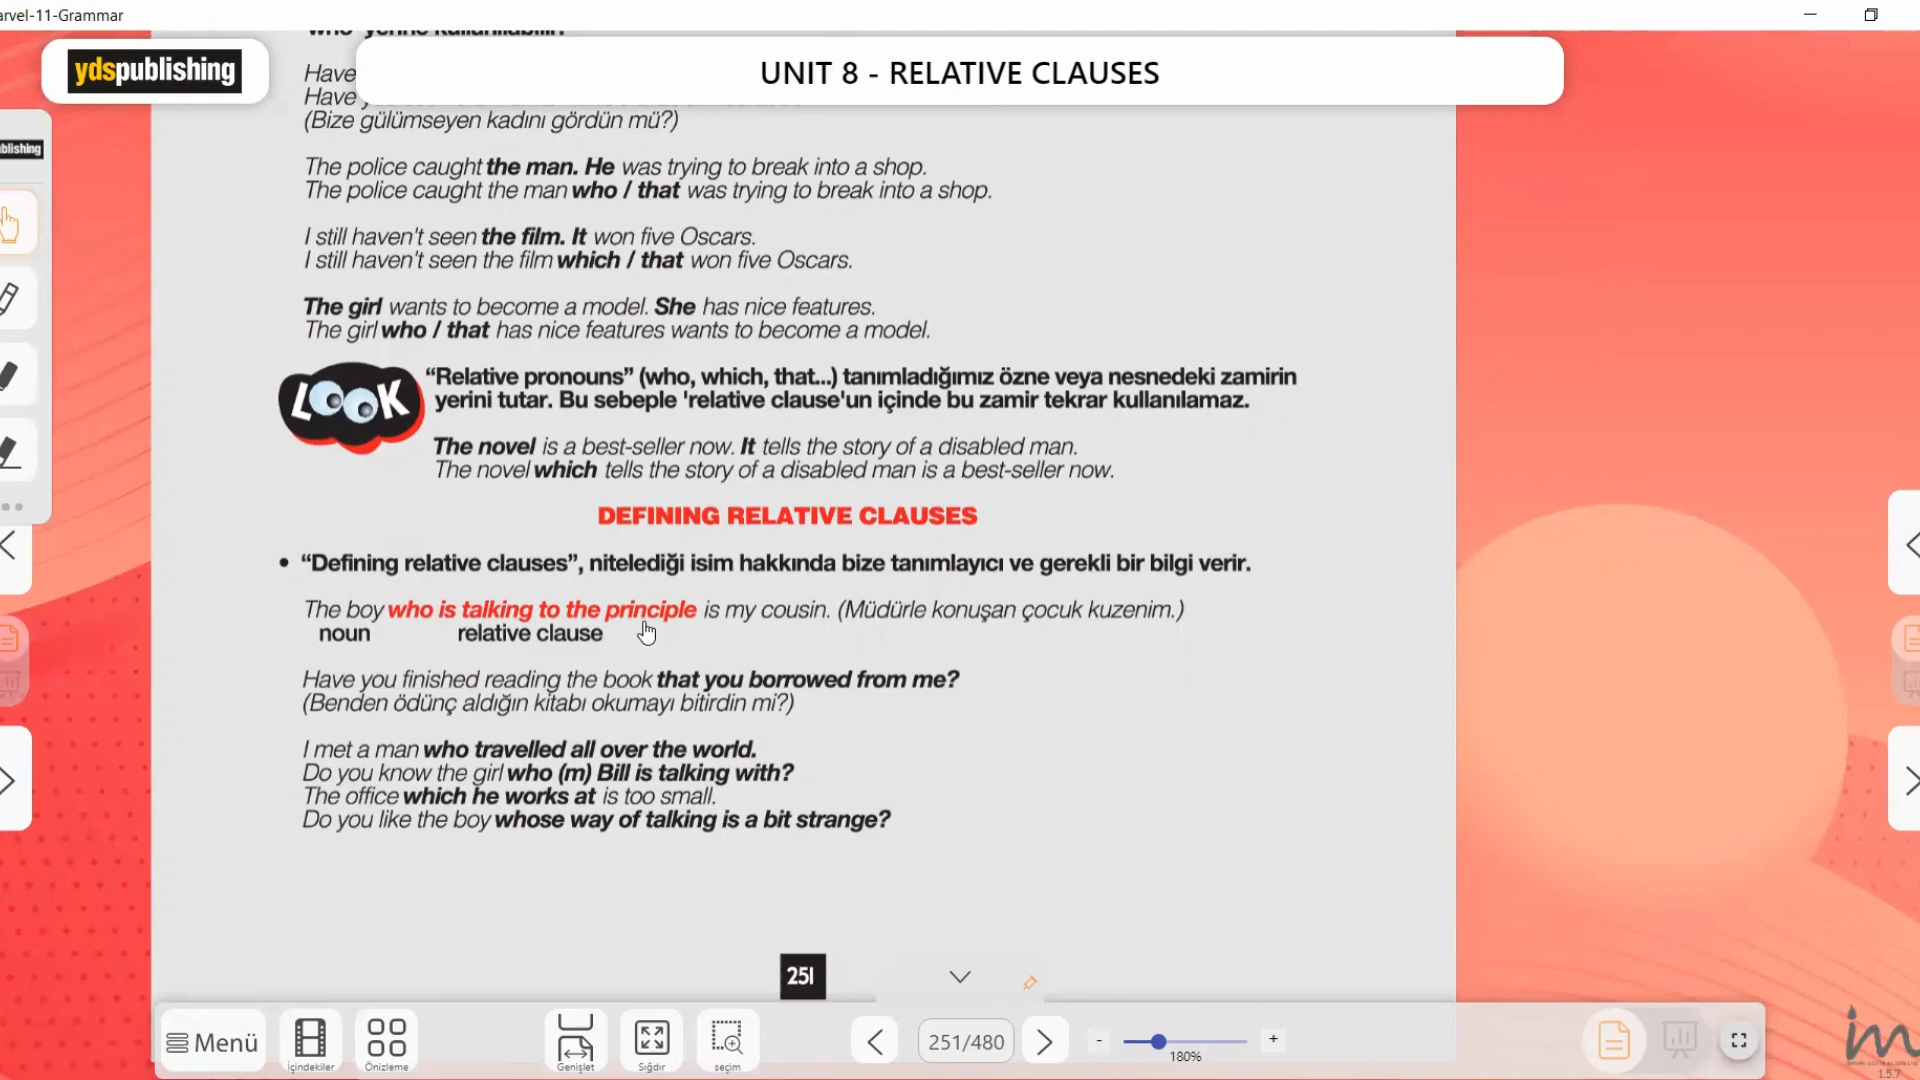 arvel-11-Grammar
ydspublishing
UNIT 8 - RELATIVE CLAUSES
Have
Have
(Bize gülümseyen kadını gördün mü?)
The police caught the man. He was trying to break into a shop.
The police caught the man who / that was trying to break into a shop.
I still haven't seen the film. It won five Oscars.
I still haven't seen the film which / that won five Oscars.
The girl wants to become a model. She has nice features.
The girl who / that has nice features wants to become a model.
LOOK
“Relative pronouns” (who, which, that...) tanımladığımız özne veya nesnedeki zamirin
yerini tutar. Bu sebeple 'relative clause'un içinde bu zamir tekrar kullanılamaz.
The novel is a best-seller now. It tells the story of a disabled man.
The novel which tells the story of a disabled man is a best-seller now.
DEFINING RELATIVE CLAUSES
• “Defining relative clauses”, nitelediği isim hakkında bize tanımlayıcı ve gerekli bir bilgi verir.
The boy who is talking to the principle is my cousin. (Müdürle konuşan çocuk kuzenim.)
noun relative clause
Have you finished reading the book that you borrowed from me?
(Benden ödünç aldığın kitabı okumayı bitirdin mi?)
I met a man who travelled all over the world.
Do you know the girl who (m) Bill is talking with?
The office which he works at is too small.
Do you like the boy whose way of talking is a bit strange?
251
Menü
İçindekiler
Önizleme
Genişlet
Sığdır
seçim
251/480
- +
180%
blishing
1.5.7